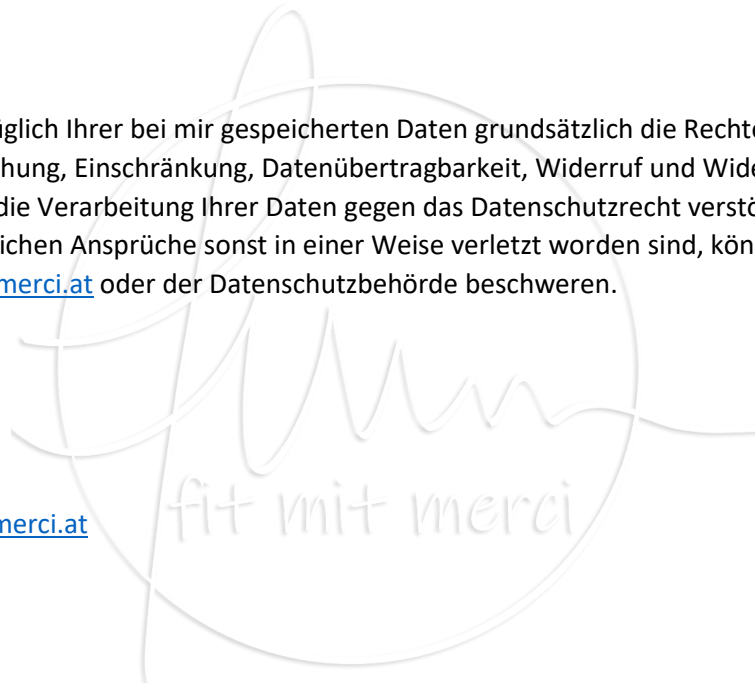 üglich Ihrer bei mir gespeicherten Daten grundsätzlich die Rechte
hung, Einschränkung, Datenübertragbarkeit, Widerruf und Wide
die Verarbeitung Ihrer Daten gegen das Datenschutzrecht verstö
lichen Ansprüche sonst in einer Weise verletzt worden sind, kön
merci.at oder der Datenschutzbehörde beschweren.
fit mit merci
merci.at